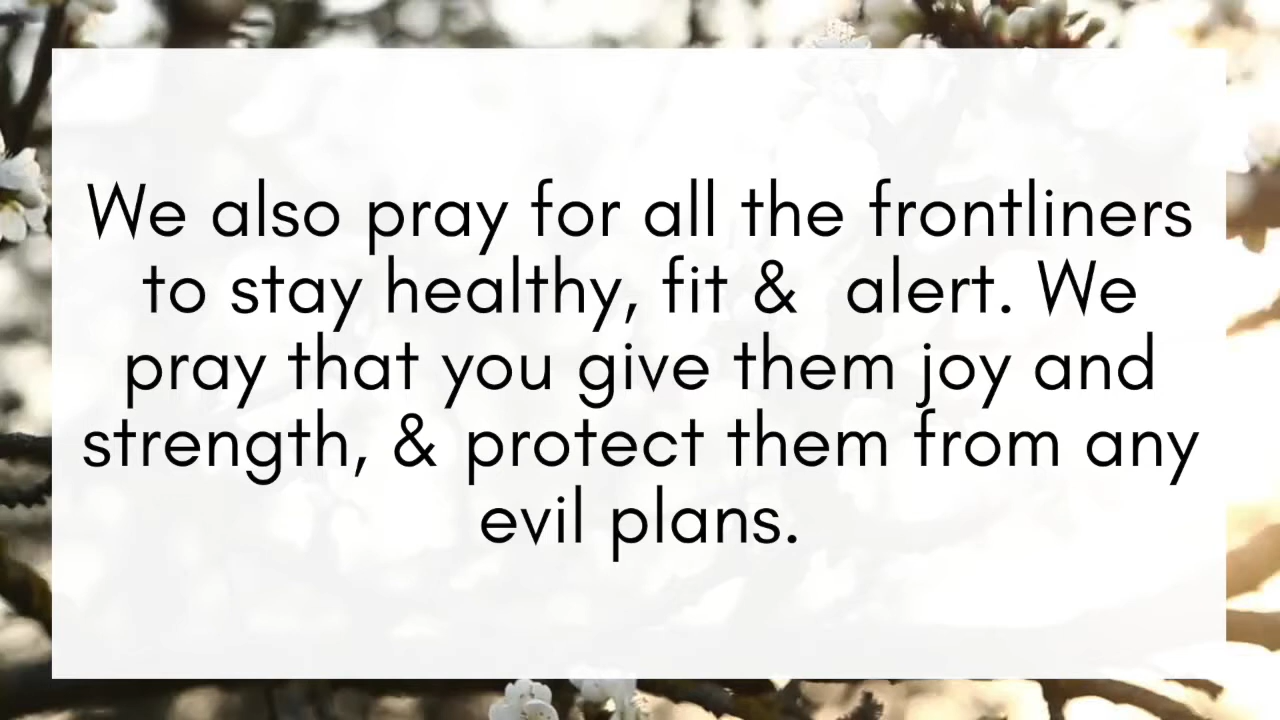 We also pray for all the frontliners
to stay healthy, fit &  alert. We
pray that you give them joy and
strength, & protect them from any
evil plans.